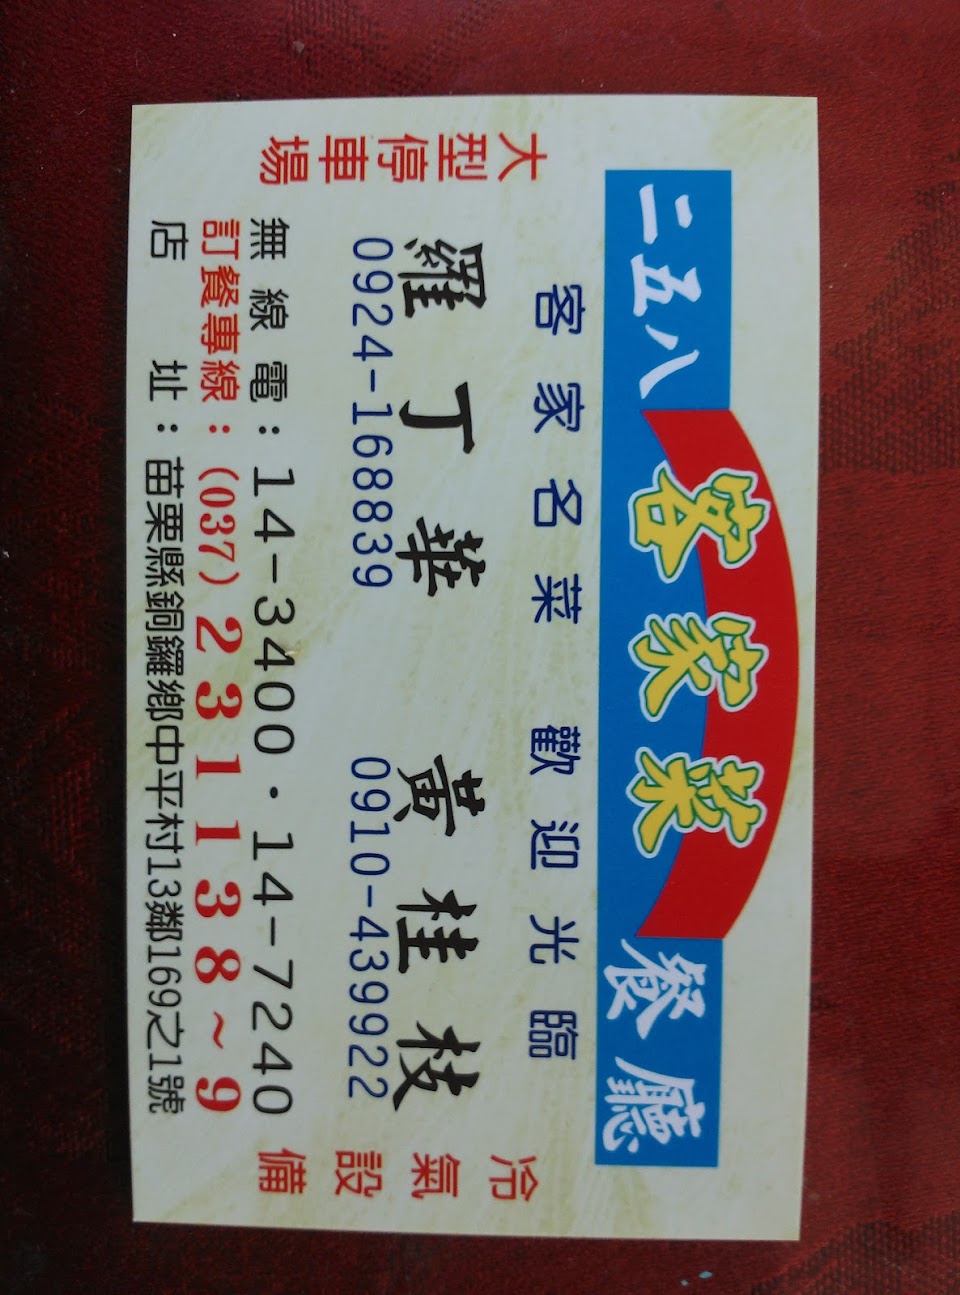 二五八客家菜餐廳
客家名菜 歡迎光臨
大型停車場
羅丁華 黃桂枝
0924-168839 0910-439922
冷氣設備
無線電：14-3400·14-7240
訂餐專線：(037)231138~9
店址：苗栗縣銅鑼鄉中平村13鄰169之1號